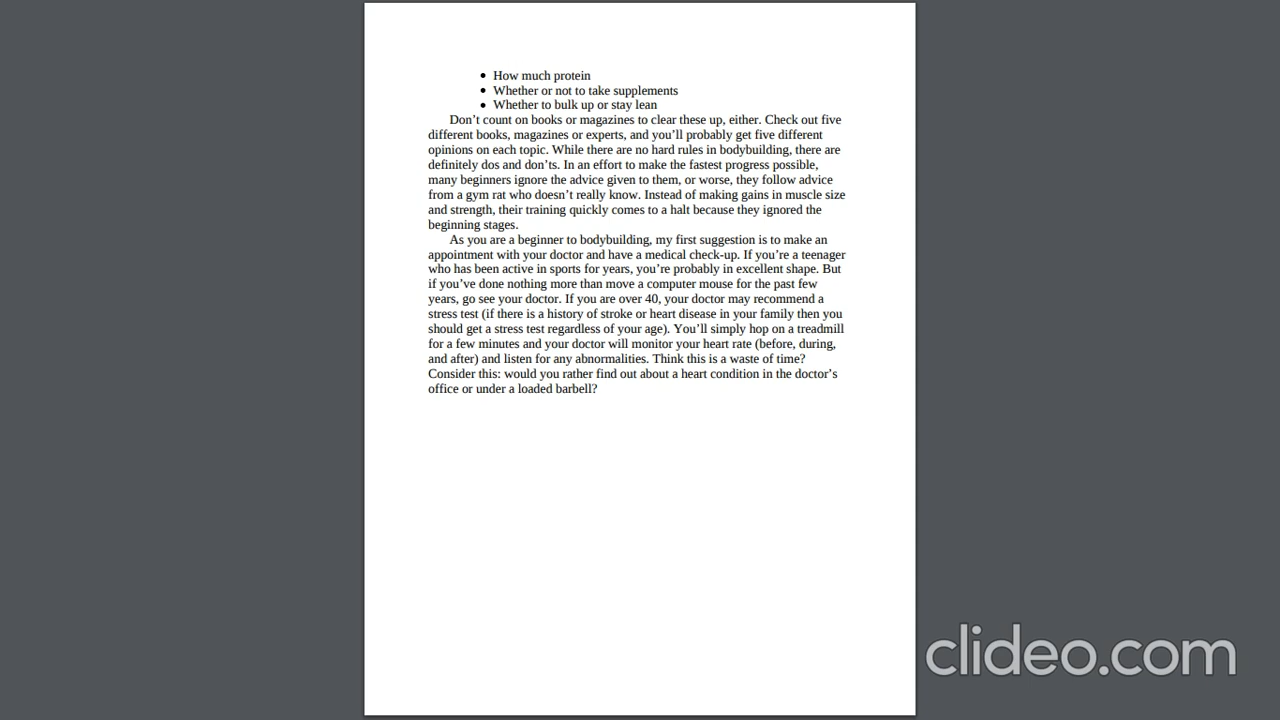 • How much protein
• Whether or not to take supplements
• Whether to bulk up or stay lean
Don’t count on books or magazines to clear these up, either. Check out five
different books, magazines or experts, and you’ll probably get five different
opinions on each topic. While there are no hard rules in bodybuilding, there are
definitely dos and don’ts. In an effort to make the fastest progress possible,
many beginners ignore the advice given to them, or worse, they follow advice
from a gym rat who doesn’t really know. Instead of making gains in muscle size
and strength, their training quickly comes to a halt because they ignored the
beginning stages.
As you are a beginner to bodybuilding, my first suggestion is to make an
appointment with your doctor and have a medical check-up. If you’re a teenager
who has been active in sports for years, you’re probably in excellent shape. But
if you’ve done nothing more than move a computer mouse for the past few
years, go see your doctor. If you are over 40, your doctor may recommend a
stress test (if there is a history of stroke or heart disease in your family then you
should get a stress test regardless of your age). You’ll simply hop on a treadmill
for a few minutes and your doctor will monitor your heart rate (before, during,
and after) and listen for any abnormalities. Think this is a waste of time?
Consider this: would you rather find out about a heart condition in the doctor’s
office or under a loaded barbell?
clideo.com